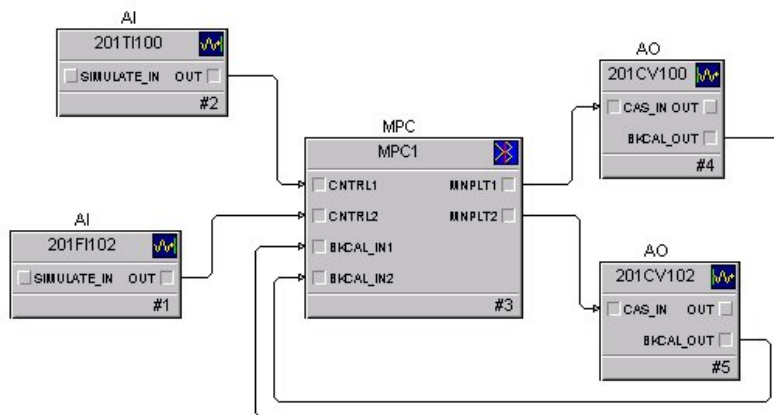 AI
201TI100
SIMULATE_IN OUT
#2
AI
201FI102
SIMULATE_IN OUT
#1
MPC
MPC1
CNTRL1 MNPLT1
CNTRL2 MNPLT2
BKCAL_IN1
BKCAL_IN2
#3
AO
201CV100
CAS_IN OUT
BKCAL_OUT
#4
AO
201CV102
CAS_IN OUT
BKCAL_OUT
#5